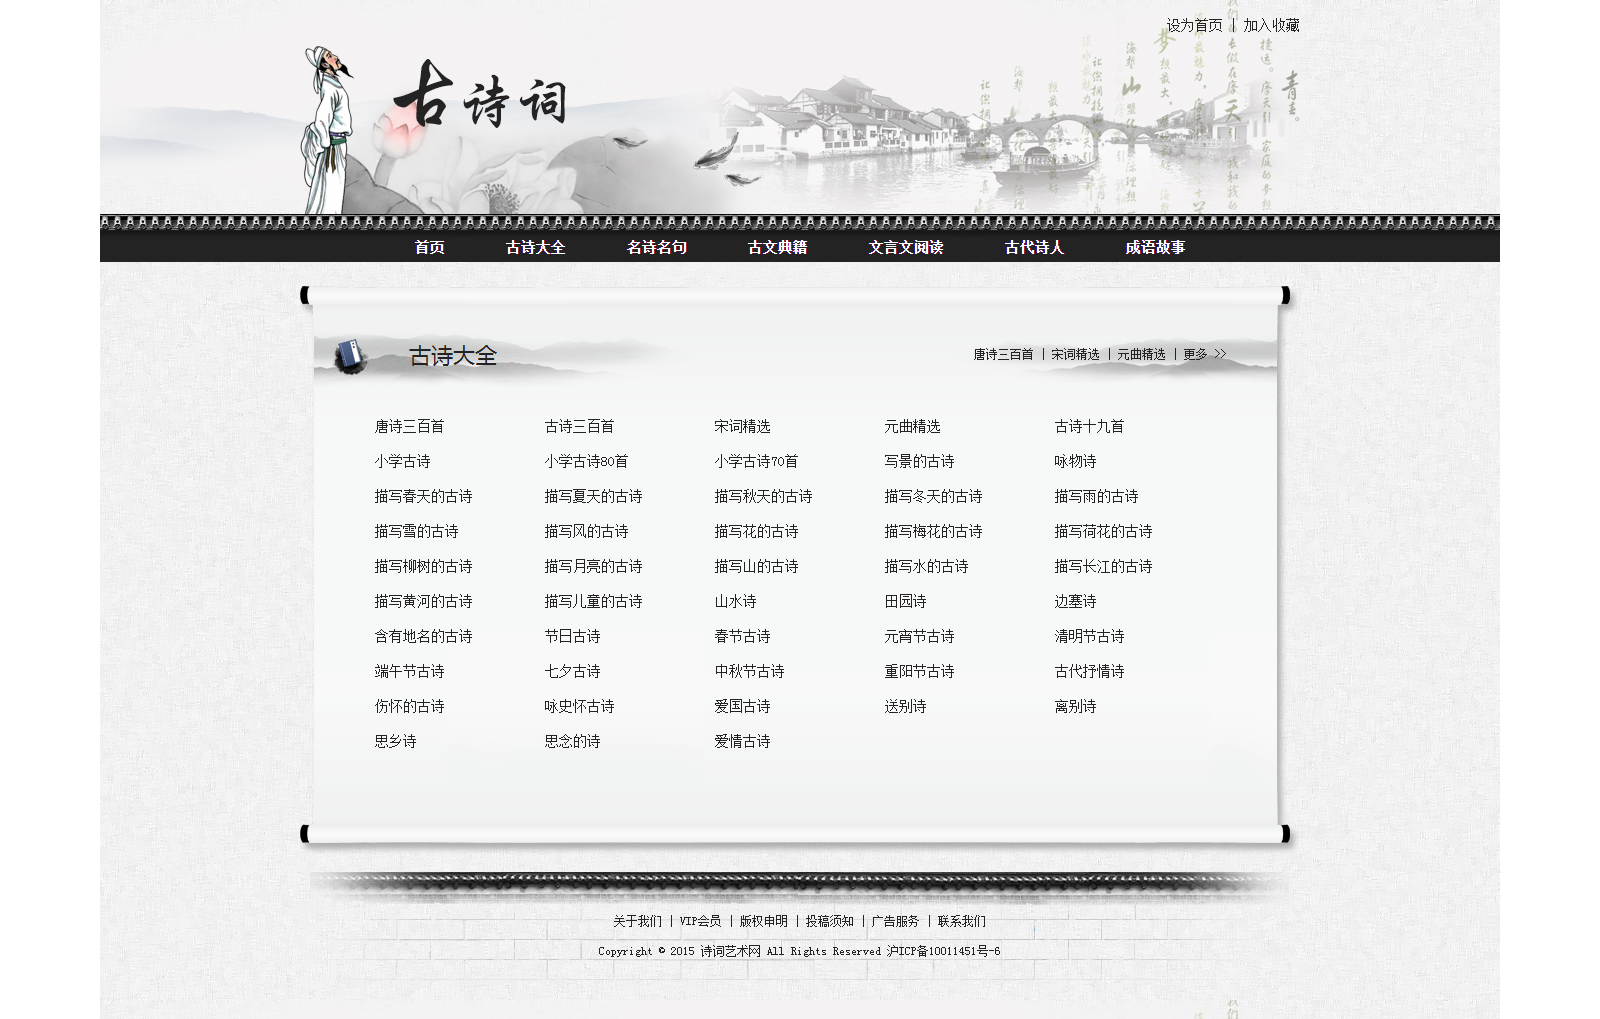 设为首页 | 加入收藏
古诗词
首页 古诗大全 名诗名句 古文典籍 文言文阅读 古代诗人 成语故事
古诗大全
唐诗三百首 | 宋词精选 | 元曲精选 | 更多 >>
唐诗三百首 古诗三百首 宋词精选 元曲精选 古诗十九首
小学古诗 小学古诗80首 小学古诗70首 写景的古诗 咏物诗
描写春天的古诗 描写夏天的古诗 描写秋天的古诗 描写冬天的古诗 描写雨的古诗
描写雪的古诗 描写风的古诗 描写花的古诗 描写梅花的古诗 描写荷花的古诗
描写柳树的古诗 描写月亮的古诗 描写山的古诗 描写水的古诗 描写长江的古诗
描写黄河的古诗 描写儿童的古诗 山水诗 田园诗 边塞诗
含有地名的古诗 节日古诗 春节古诗 元宵节古诗 清明节古诗
端午节古诗 七夕古诗 中秋节古诗 重阳节古诗 古代抒情诗
伤怀的古诗 咏史怀古诗 爱国古诗 送别诗 离别诗
思乡诗 思念的诗 爱情古诗
关于我们 | VIP会员 | 版权申明 | 投稿须知 | 广告服务 | 联系我们
Copyright © 2015 诗词艺术网 All Rights Reserved 沪ICP备10011451号-6